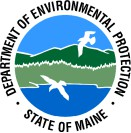 DEPARTMENT OF ENVIRONMENTAL PROTECTION
• STATE OF MAINE •